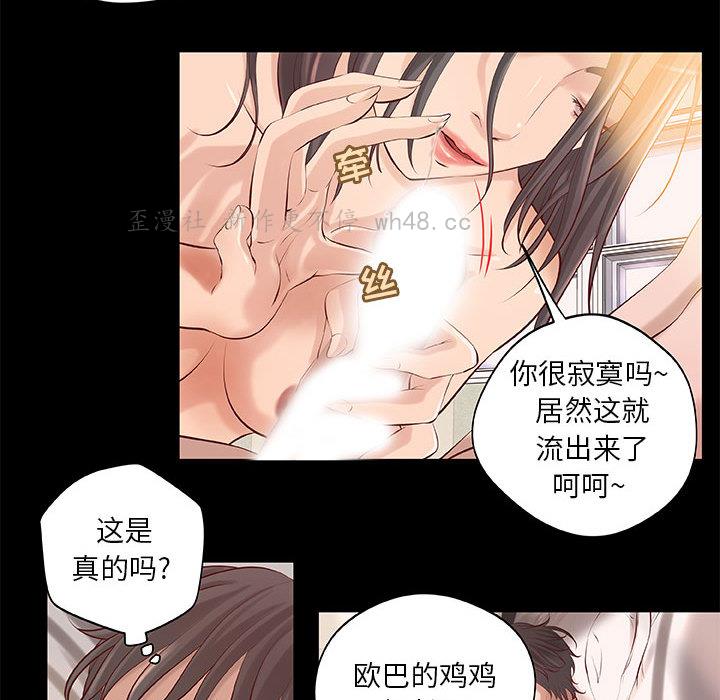 牵
歪漫社 新作更不停 wh48.cc
丝
你很寂寞吗~
居然这就
流出来了
呵呵~
这是
真的吗?
欧巴的鸡鸡